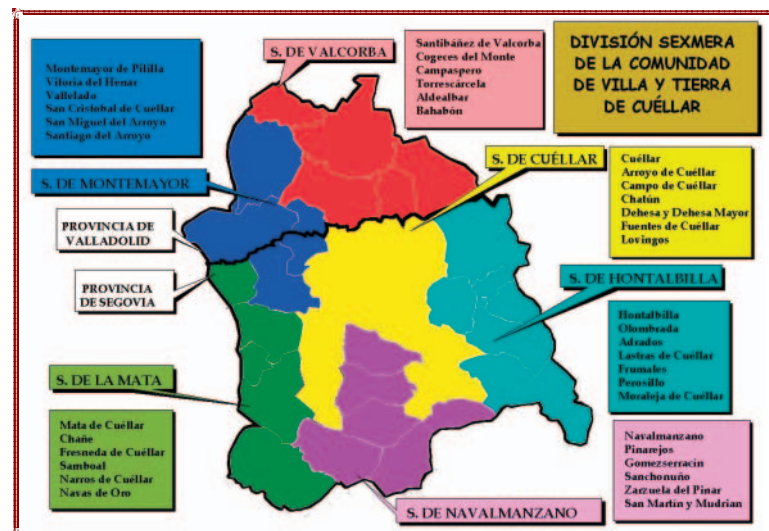 DIVISIÓN SEXMERA
DE LA COMUNIDAD
DE VILLA Y TIERRA
DE CUÉLLAR
S. DE VALCORBA
Santibáñez de Valcorba
Cogeces del Monte
Campaspero
Torrescárcela
Aldealbar
Bahabón
Montemayor de Pililla
Viloria del Henar
Vallelado
San Cristobal de Cuellar
San Miguel del Arroyo
Santiago del Arroyo
S. DE MONTEMAYOR
S. DE CUÉLLAR
Cuéllar
Arroyo de Cuéllar
Campo de Cuéllar
Chatún
Dehesa y Dehesa Mayor
Fuentes de Cuéllar
Lovingos
PROVINCIA DE
VALLADOLID
PROVINCIA
DE SEGOVIA
S. DE HONTALBILLA
Hontalbilla
Olombrada
Adrados
Lastras de Cuéllar
Frumales
Perosillo
Moraleja de Cuéllar
S. DE LA MATA
Mata de Cuéllar
Chañe
Fresneda de Cuéllar
Samboal
Narros de Cuéllar
Navas de Oro
Navalmanzano
Pinarejos
Gomezserracín
Sanchonuño
Zarzuela del Pinar
San Martín y Mudrian
S. DE NAVALMANZANO